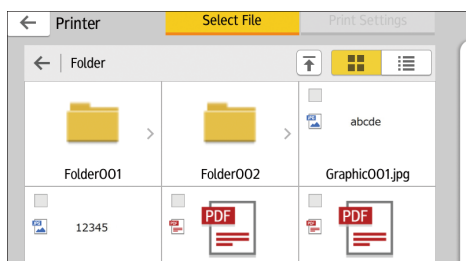 Printer
Select File
Print Settings
Folder
abcde
Folder001
Folder002
Graphic001.jpg
12345
PDF
PDF